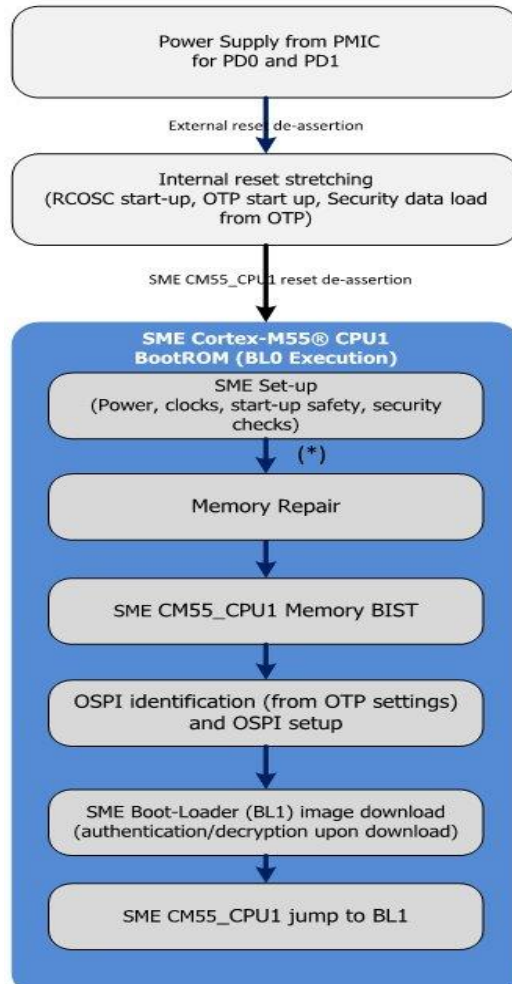 Power Supply from PMIC
for PD0 and PD1
External reset de-assertion
Internal reset stretching
(RCOSC start-up, OTP start up, Security data load
from OTP)
SME CM55_CPU1 reset de-assertion
SME Cortex-M55® CPU1
BootROM (BL0 Execution)
SME Set-up
(Power, clocks, start-up safety, security
checks)
(*)
Memory Repair
SME CM55_CPU1 Memory BIST
OSPI identification (from OTP settings)
and OSPI setup
SME Boot-Loader (BL1) image download
(authentication/decryption upon download)
SME CM55_CPU1 jump to BL1